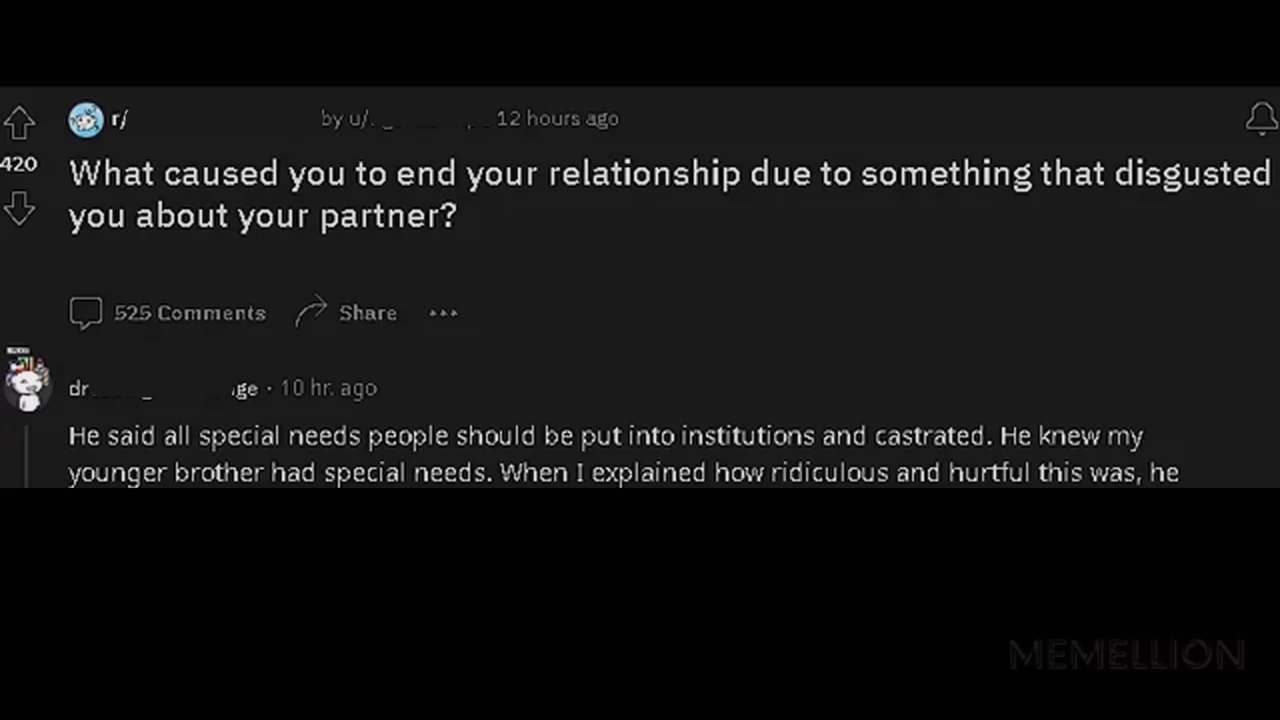 r/ by u/ 12 hours ago
420
What caused you to end your relationship due to something that disgusted
you about your partner?
525 Comments Share ...
dr ge · 10 hr. ago
He said all special needs people should be put into institutions and castrated. He knew my
younger brother had special needs. When I explained how ridiculous and hurtful this was, he
MEMELLION